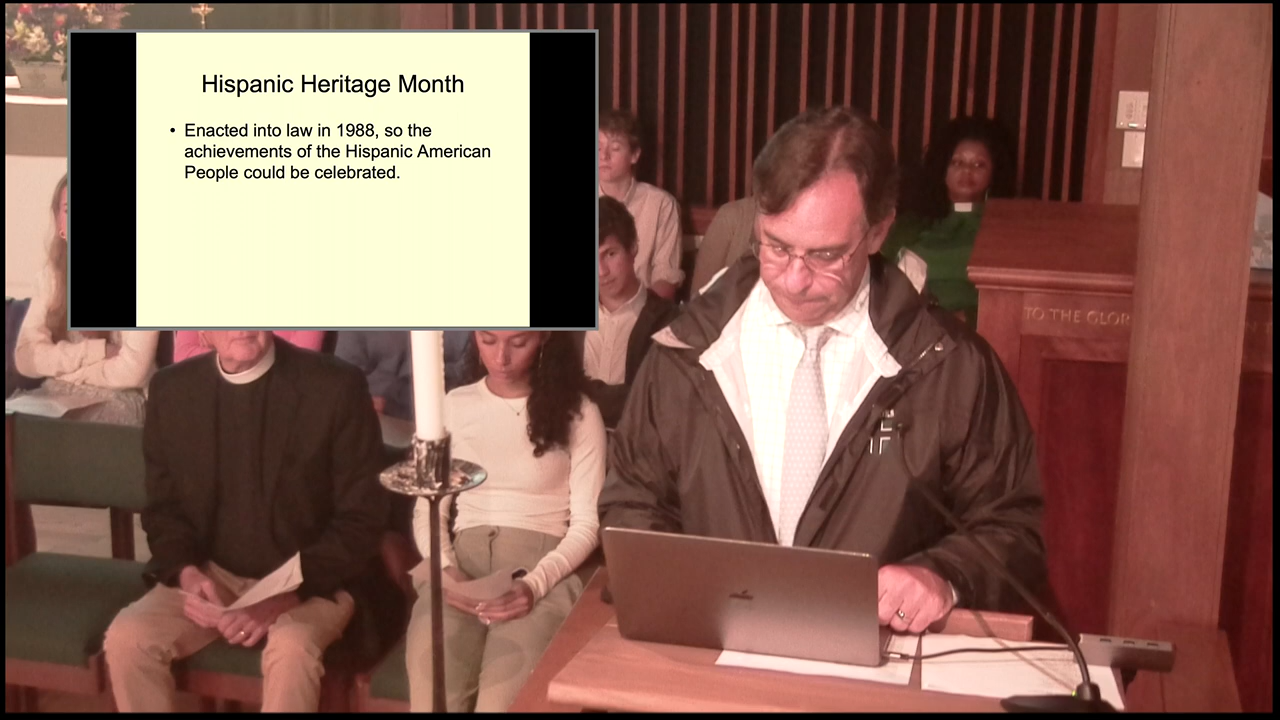 Hispanic Heritage Month
• Enacted into law in 1988, so the
achievements of the Hispanic American
People could be celebrated.
TO THE GLOR